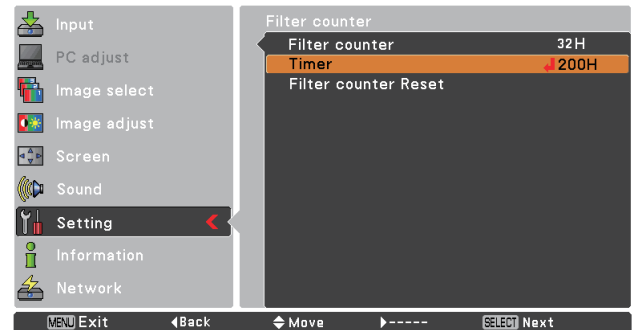 Input
PC adjust
Image select
Image adjust
Screen
Sound
Setting
Information
Network
Filter counter
Filter counter 32H
Timer 200H
Filter counter Reset
MENU Exit ◀Back Move ▶----- SELECT Next